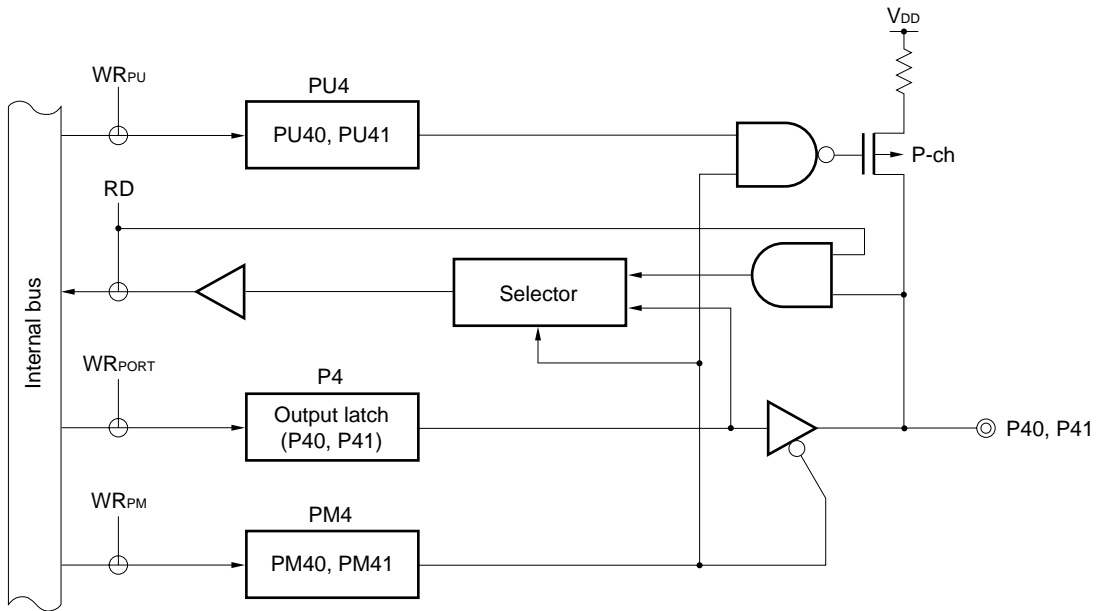 VDD
WRPU
PU4
PU40, PU41
P-ch
RD
Selector
Internal bus
WRPORT
P4
Output latch
(P40, P41)
P40, P41
WRPM
PM4
PM40, PM41